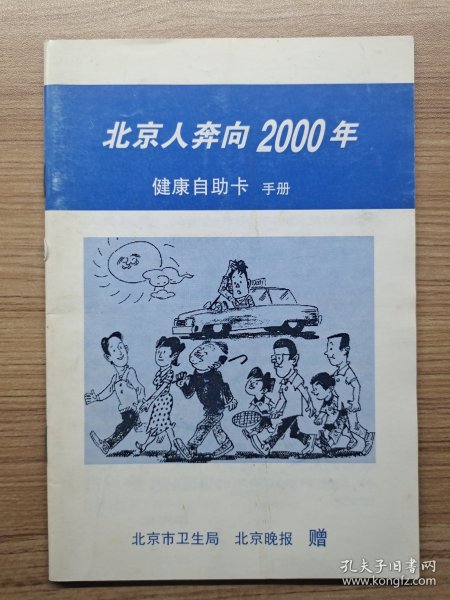 北京人奔向2000年
健康自助卡 手册
北京市卫生局 北京晚报 赠
孔夫子旧书网
www.kongfz.com